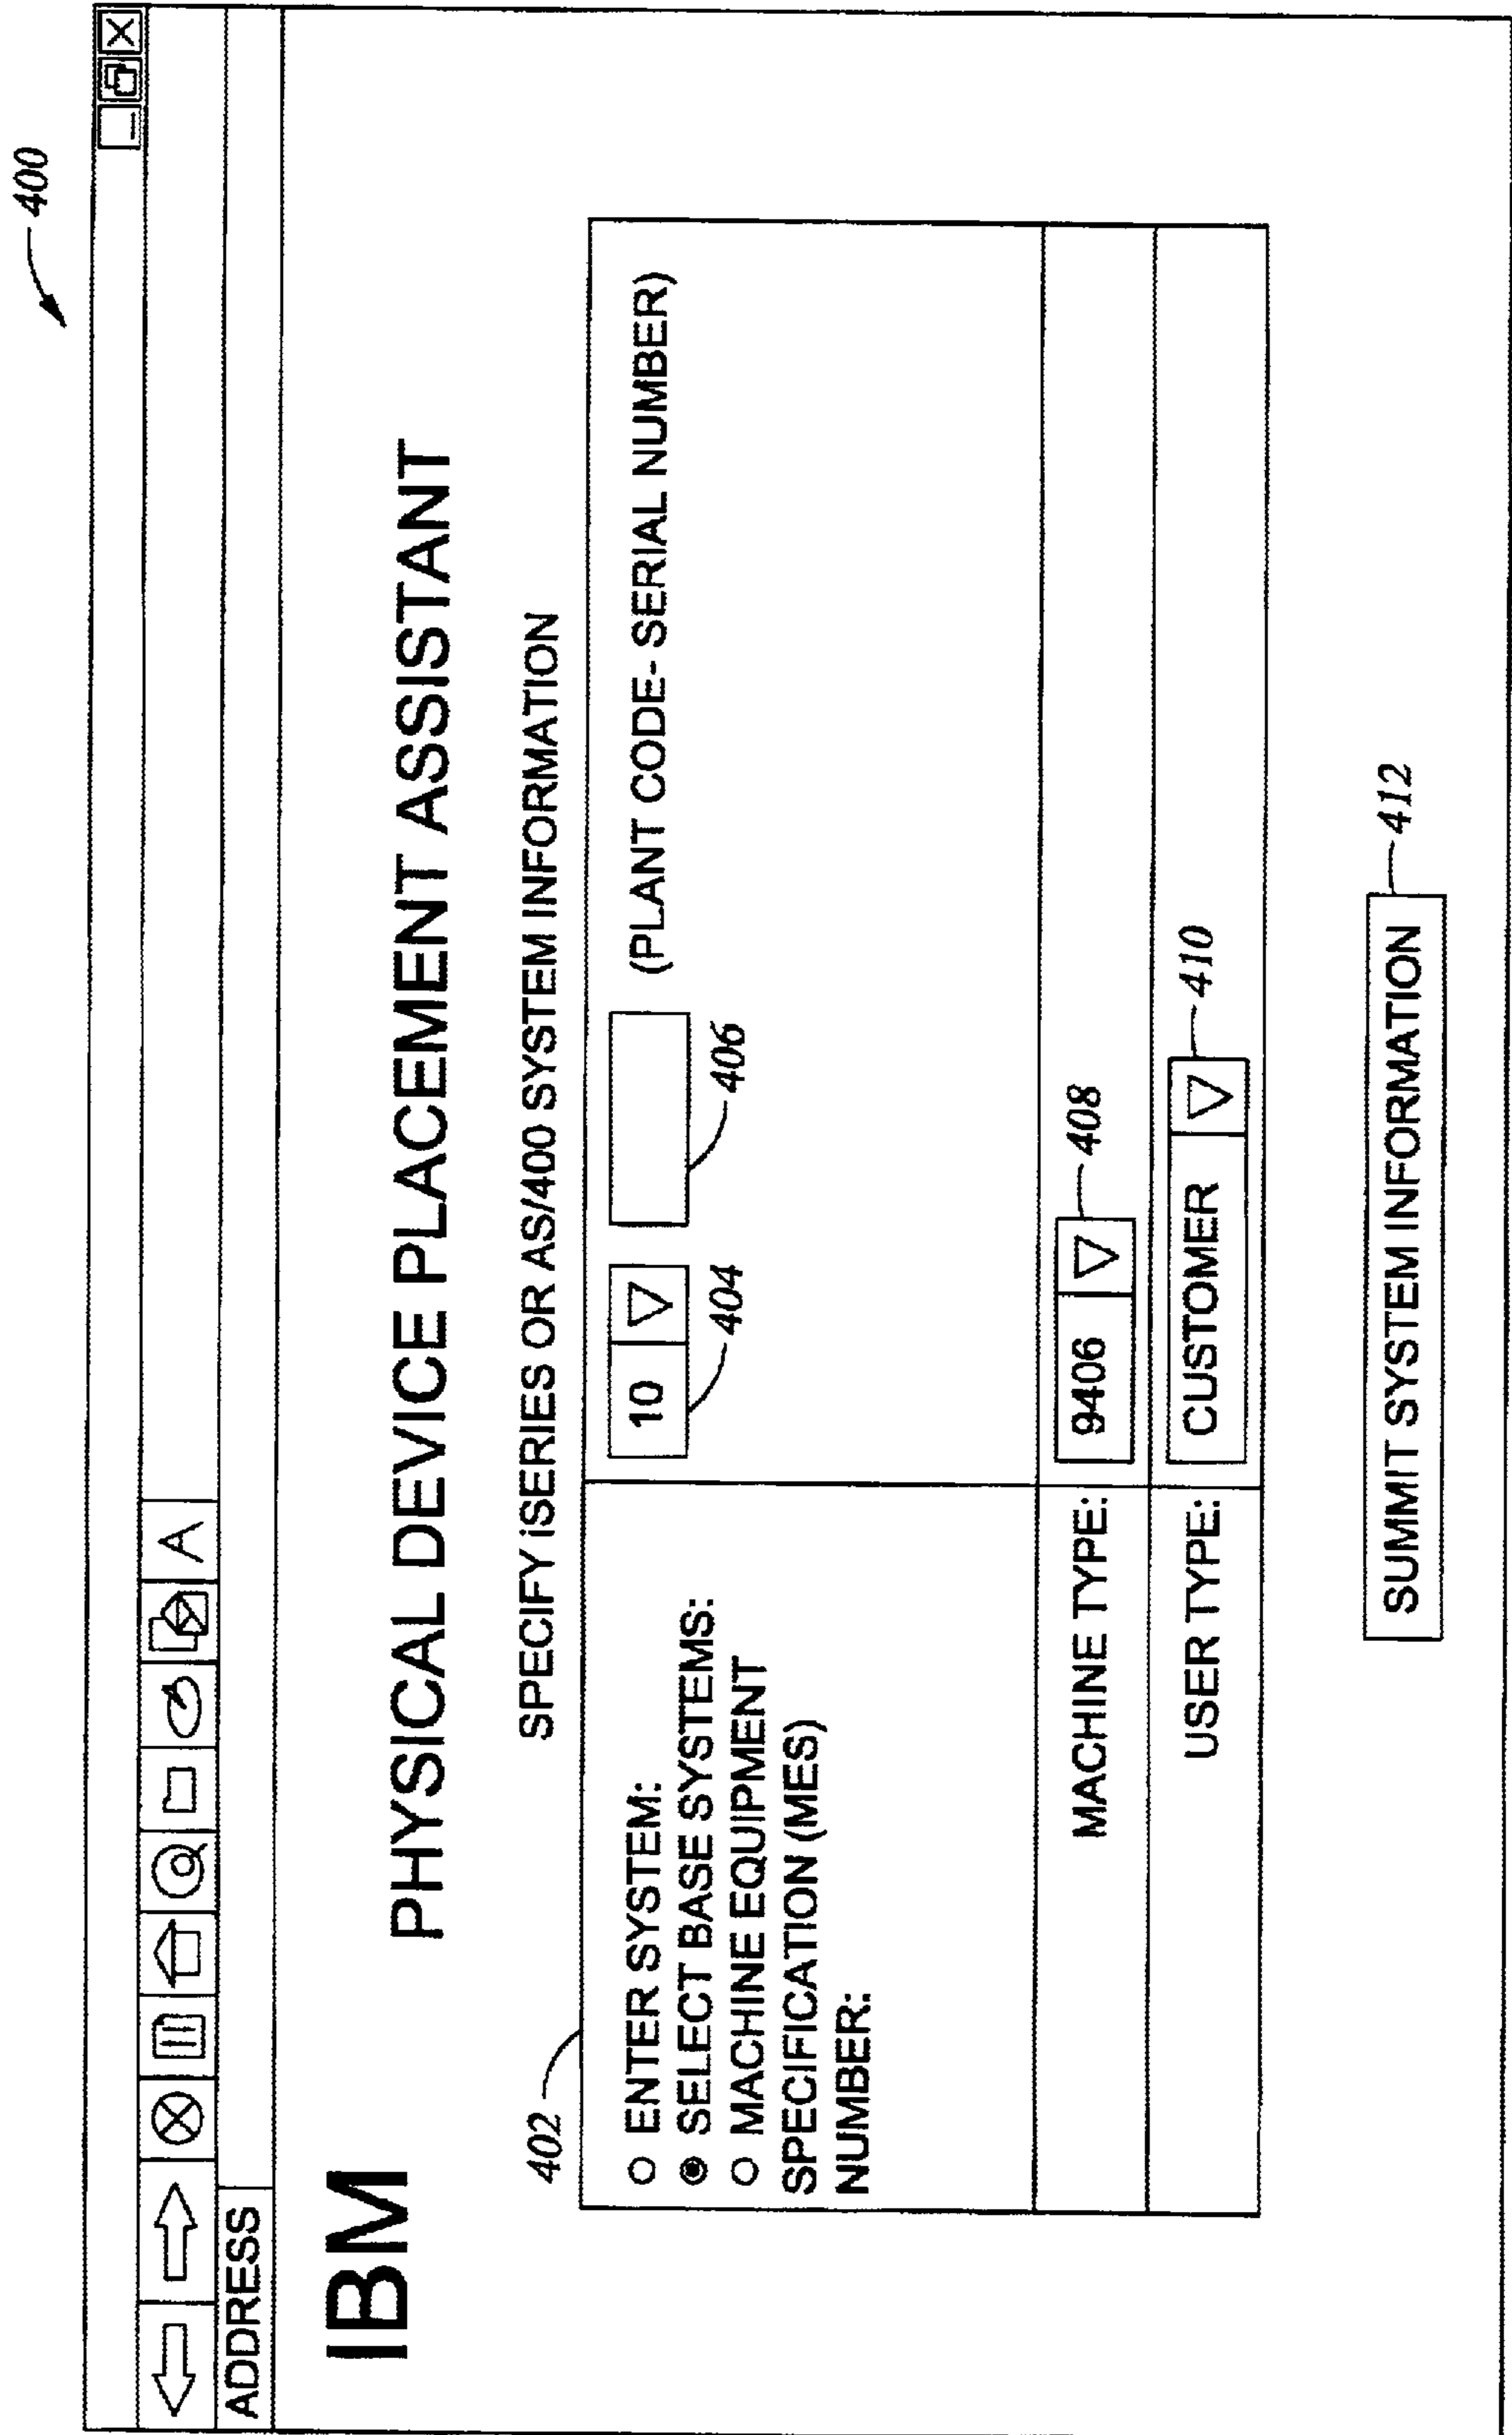 400
ADDRESS
IBM
PHYSICAL DEVICE PLACEMENT ASSISTANT
SPECIFY iSERIES OR AS/400 SYSTEM INFORMATION
402
○ ENTER SYSTEM:
◉ SELECT BASE SYSTEMS:
○ MACHINE EQUIPMENT
SPECIFICATION (MES)
NUMBER:
10
(PLANT CODE- SERIAL NUMBER)
404
406
MACHINE TYPE:
9406
408
USER TYPE:
CUSTOMER
410
SUMMIT SYSTEM INFORMATION
412